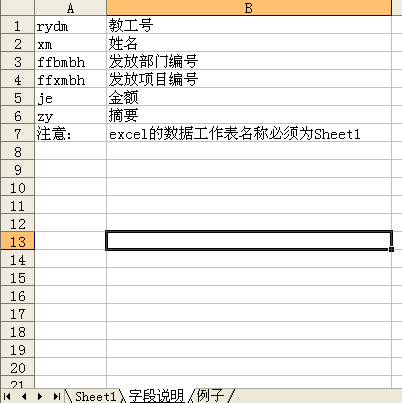 A B
1 rydm 教工号
2 xm 姓名
3 ffbmbh 发放部门编号
4 ffxmbh 发放项目编号
5 je 金额
6 zy 摘要
7 注意: excel的数据工作表名称必须为Sheet1
8
9
10
11
12
13
14
15
16
17
18
19
20
21
Sheet1 字段说明 例子